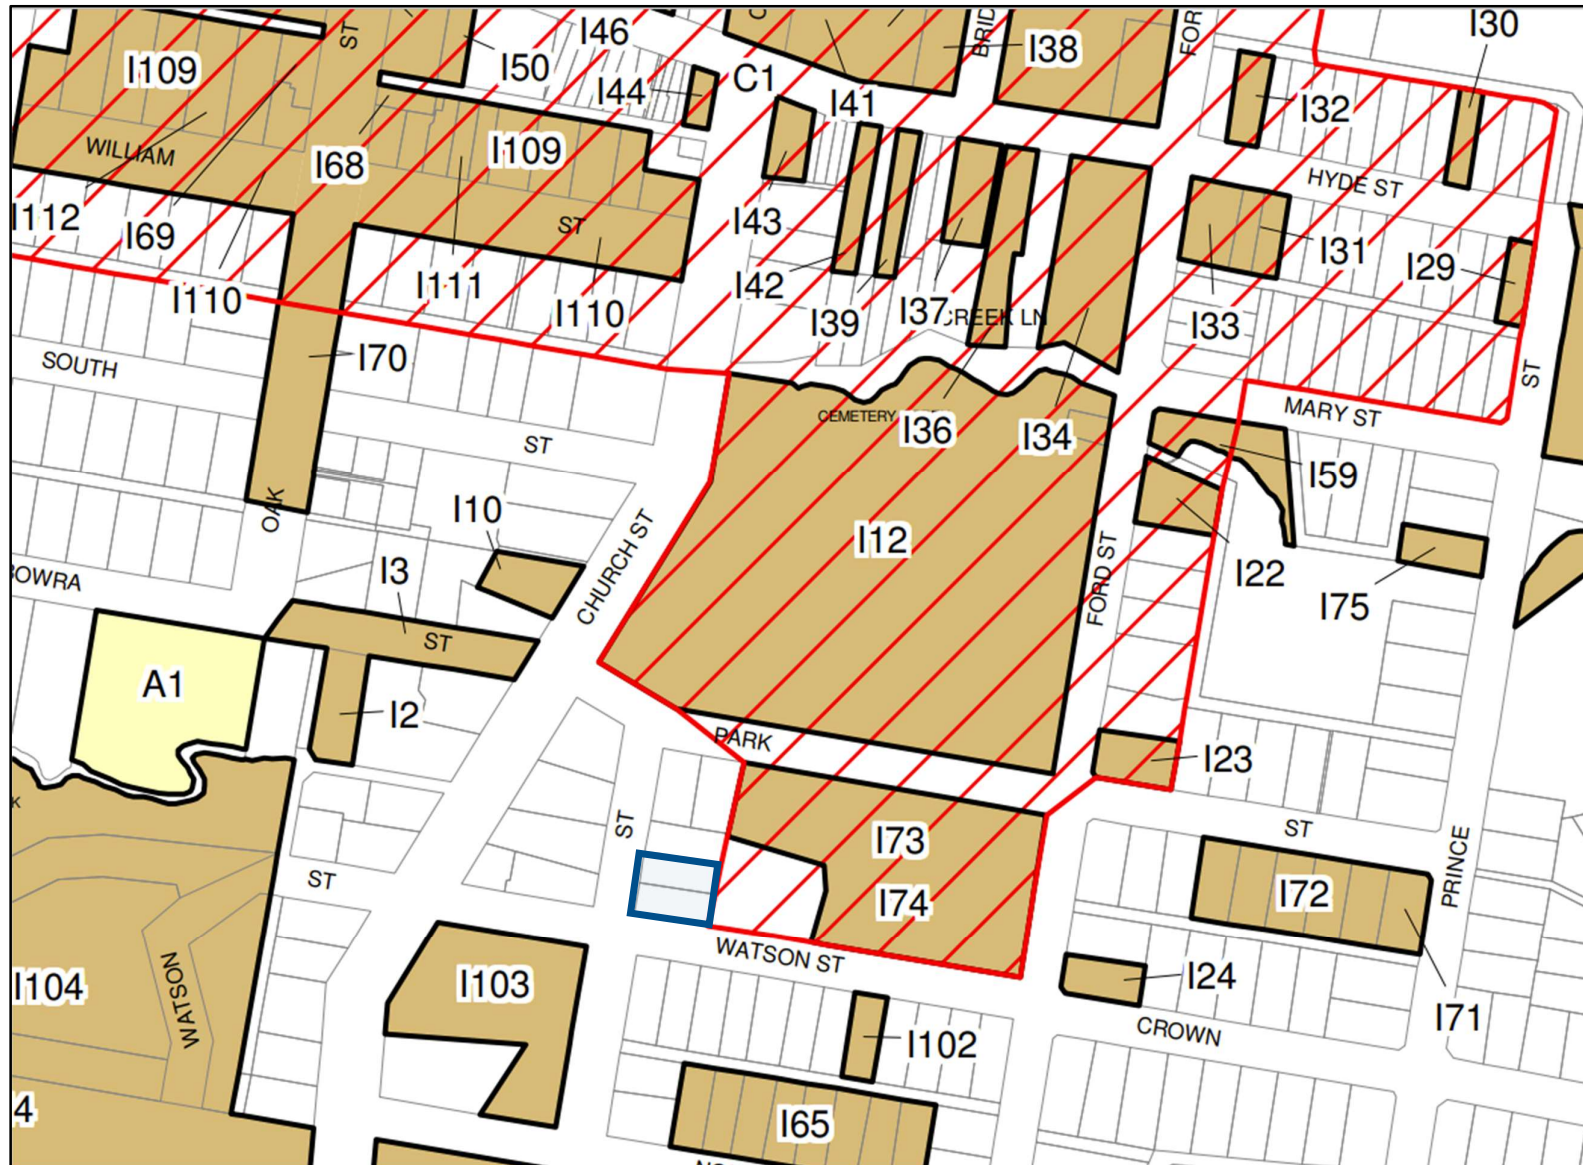 I30
I46
ST
BRID
FOR
I38
I109
I50
C1
I44
I41
I32
WILLIAM
I68
I109
HYDE ST
I112
I69
ST
I43
I31
I29
I110
I111
I110
I42
I39
I37
CREEK LN
I33
SOUTH
I70
ST
CEMETERY
I36
I34
MARY ST
ST
I59
OAK
I10
I12
I22
I75
BOWRA
I3
CHURCH ST
FORD ST
ST
A1
I2
PARK
I23
K
ST
I73
ST
PRINCE
ST
I74
I72
WATSON
I104
I103
WATSON ST
I24
I71
CROWN
I102
4
I65